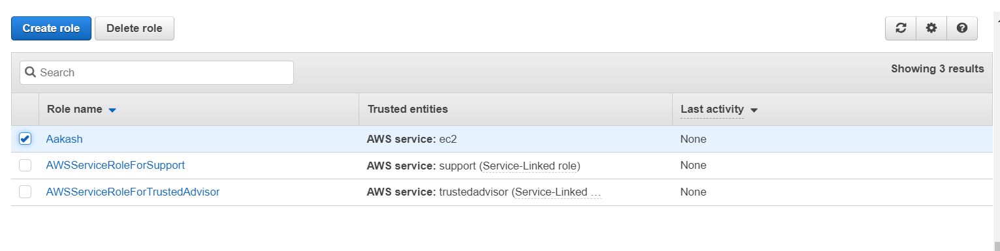 Create role Delete role
Search Showing 3 results
Role name Trusted entities Last activity
Aakash AWS service: ec2 None
AWSServiceRoleForSupport AWS service: support (Service-Linked role) None
AWSServiceRoleForTrustedAdvisor AWS service: trustedadvisor (Service-Linked … None